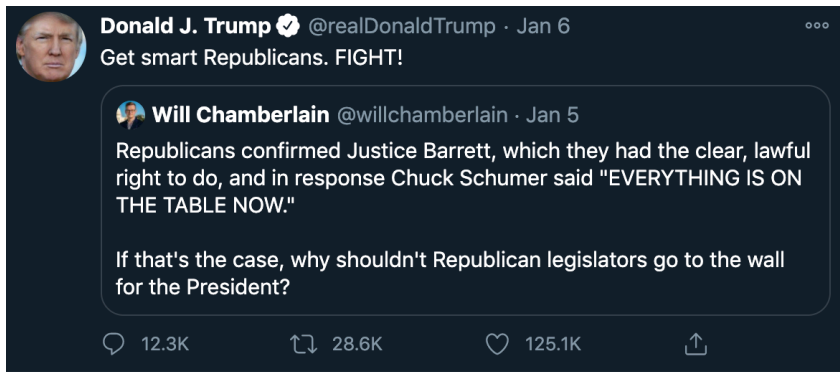 Donald J. Trump @realDonaldTrump · Jan 6
Get smart Republicans. FIGHT!
Will Chamberlain @willchamberlain · Jan 5
Republicans confirmed Justice Barrett, which they had the clear, lawful
right to do, and in response Chuck Schumer said "EVERYTHING IS ON
THE TABLE NOW."
If that's the case, why shouldn't Republican legislators go to the wall
for the President?
12.3K 28.6K 125.1K